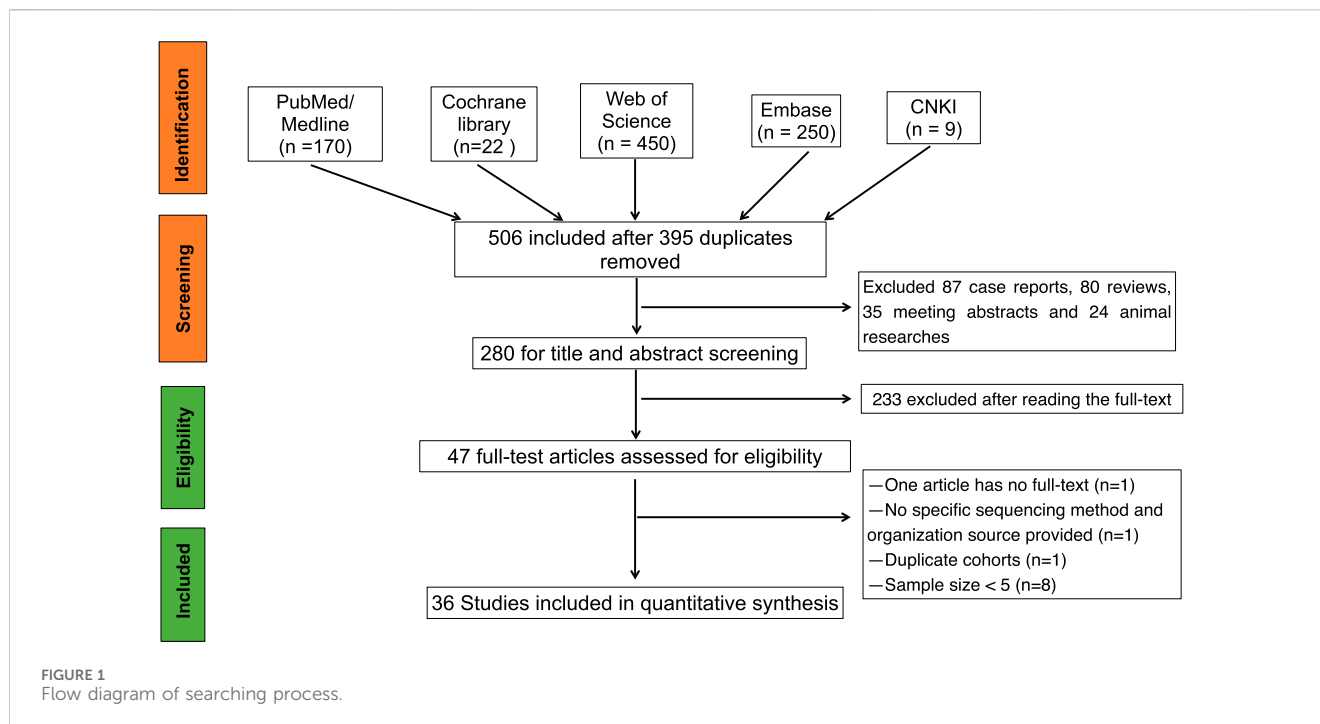 Identification
PubMed/
Medline
(n =170)
Cochrane
library
(n=22 )
Web of
Science
(n = 450)
Embase
(n = 250)
CNKI
(n = 9)
Screening
506 included after 395 duplicates
removed
Excluded 87 case reports, 80 reviews,
35 meeting abstracts and 24 animal
researches
280 for title and abstract screening
Eligibility
233 excluded after reading the full-text
47 full-test articles assessed for eligibility
—One article has no full-text (n=1)
—No specific sequencing method and
organization source provided (n=1)
—Duplicate cohorts (n=1)
—Sample size < 5 (n=8)
Included
36 Studies included in quantitative synthesis
FIGURE 1
Flow diagram of searching process.